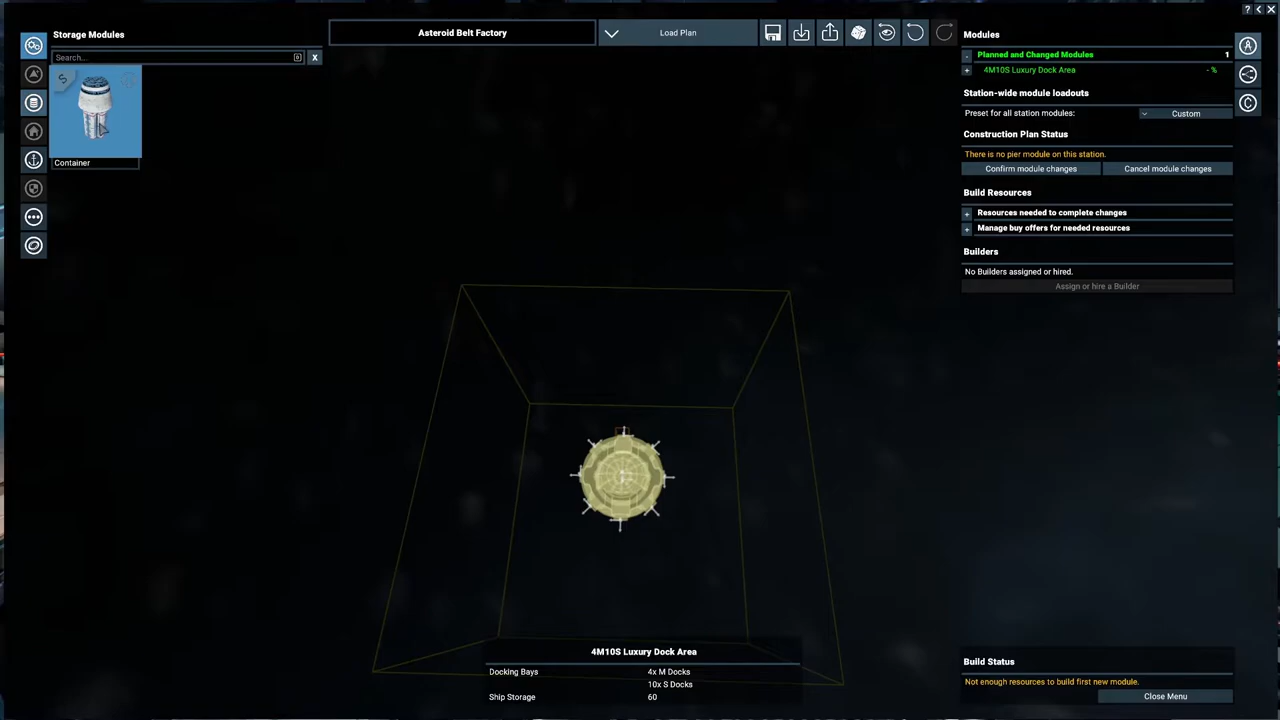 Storage Modules
Search...
X
S
Container
Asteroid Belt Factory
Load Plan
?
Modules
- Planned and Changed Modules 1
+ 4M10S Luxury Dock Area - %
Station-wide module loadouts
Preset for all station modules: Custom
Construction Plan Status
There is no pier module on this station.
Confirm module changes Cancel module changes
Build Resources
+ Resources needed to complete changes
+ Manage buy offers for needed resources
Builders
No Builders assigned or hired.
Assign or hire a Builder
4M10S Luxury Dock Area
Docking Bays 4x M Docks
10x S Docks
Ship Storage 60
Build Status
Not enough resources to build first new module.
Close Menu